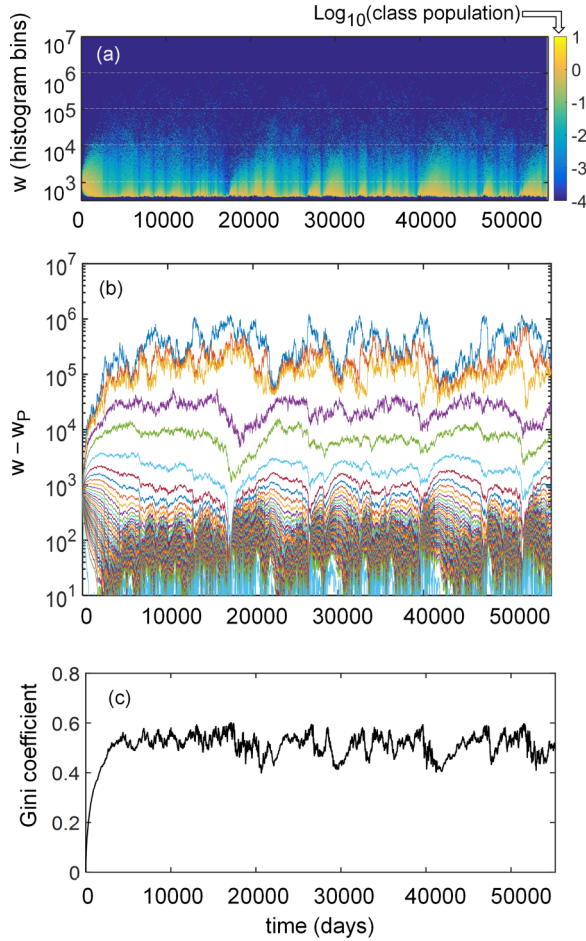 Log10(class population)
(a)
w (histogram bins)
10^7
10^6
10^5
10^4
10^3
1
0
-1
-2
-3
-4
0 10000 20000 30000 40000 50000
(b)
w – wP
10^7
10^6
10^5
10^4
10^3
10^2
10^1
0 10000 20000 30000 40000 50000
(c)
Gini coefficient
0.8
0.6
0.4
0.2
0
0 10000 20000 30000 40000 50000
time (days)